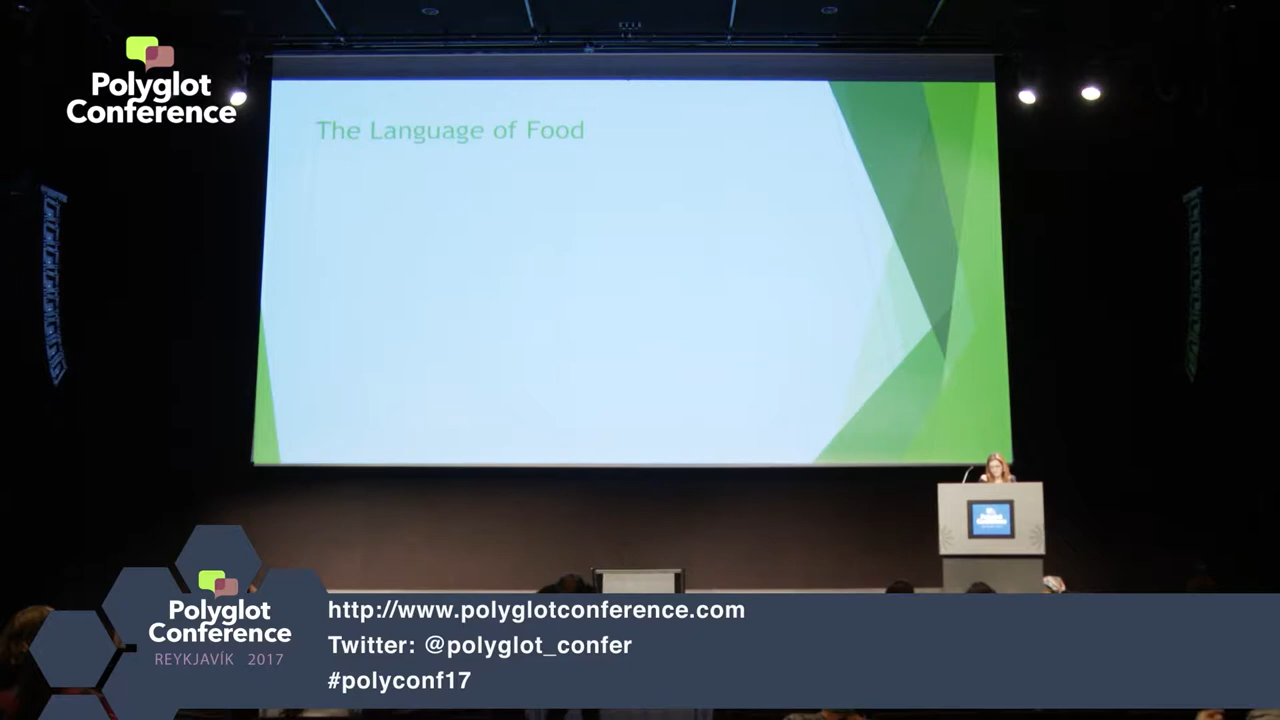 Polyglot
Conference
The Language of Food
Polyglot
Conference
REYKJAVÍK 2017
http://www.polyglotconference.com
Twitter: @polyglot_confer
#polyconf17